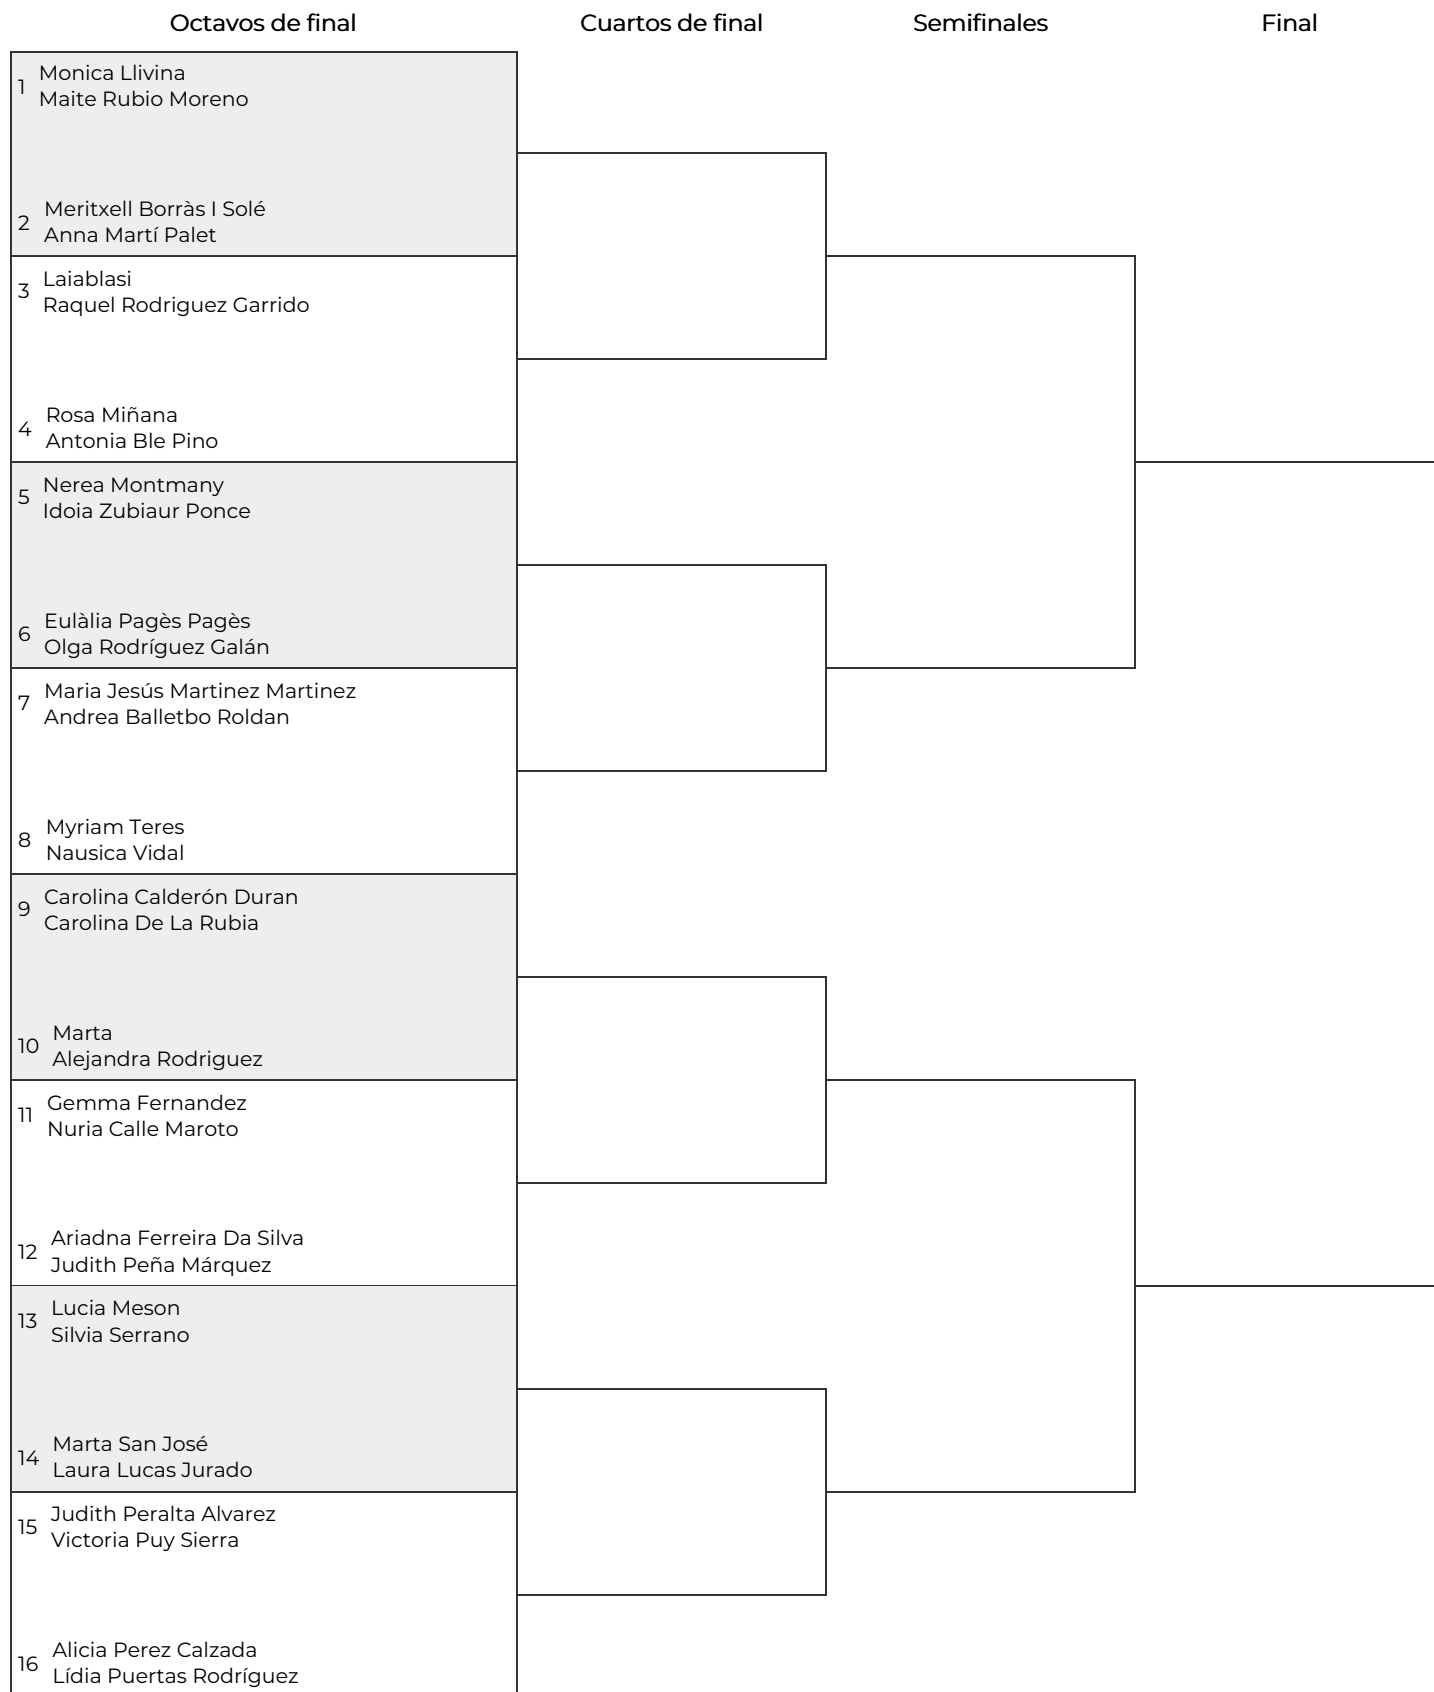 Octavos de final
Cuartos de final
Semifinales
Final
1
Monica Llivina
Maite Rubio Moreno
2
Meritxell Borràs I Solé
Anna Martí Palet
3
Laiablasi
Raquel Rodriguez Garrido
4
Rosa Miñana
Antonia Ble Pino
5
Nerea Montmany
Idoia Zubiaur Ponce
6
Eulàlia Pagès Pagès
Olga Rodríguez Galán
7
Maria Jesús Martinez Martinez
Andrea Balletbo Roldan
8
Myriam Teres
Nausica Vidal
9
Carolina Calderón Duran
Carolina De La Rubia
10
Marta
Alejandra Rodriguez
11
Gemma Fernandez
Nuria Calle Maroto
12
Ariadna Ferreira Da Silva
Judith Peña Márquez
13
Lucia Meson
Silvia Serrano
14
Marta San José
Laura Lucas Jurado
15
Judith Peralta Alvarez
Victoria Puy Sierra
16
Alicia Perez Calzada
Lídia Puertas Rodríguez